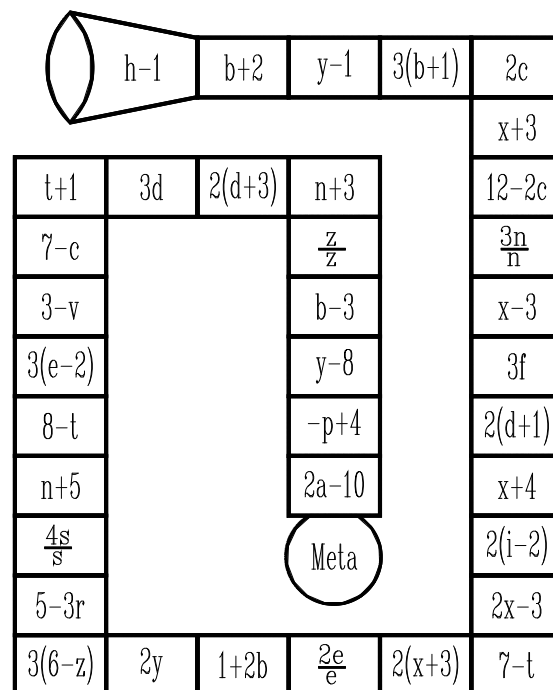 h-1 b+2 y-1 3(b+1) 2c
x+3
t+1 3d 2(d+3) n+3 12-2c
7-c z/z 3n/n
3-v b-3 x-3
3(e-2) y-8 3f
8-t -p+4 2(d+1)
n+5 2a-10 x+4
4s/s Meta 2(i-2)
5-3r 2x-3
3(6-z) 2y 1+2b 2e/e 2(x+3) 7-t